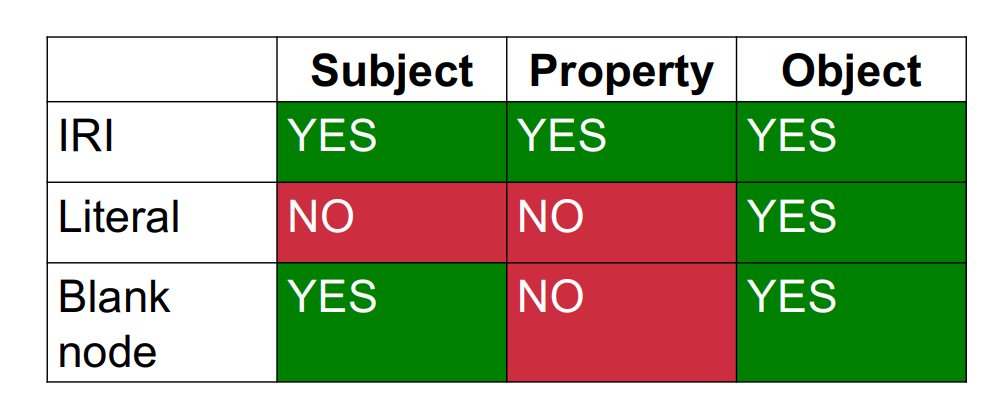 Subject Property Object
IRI YES YES YES
Literal NO NO YES
Blank YES NO YES
node